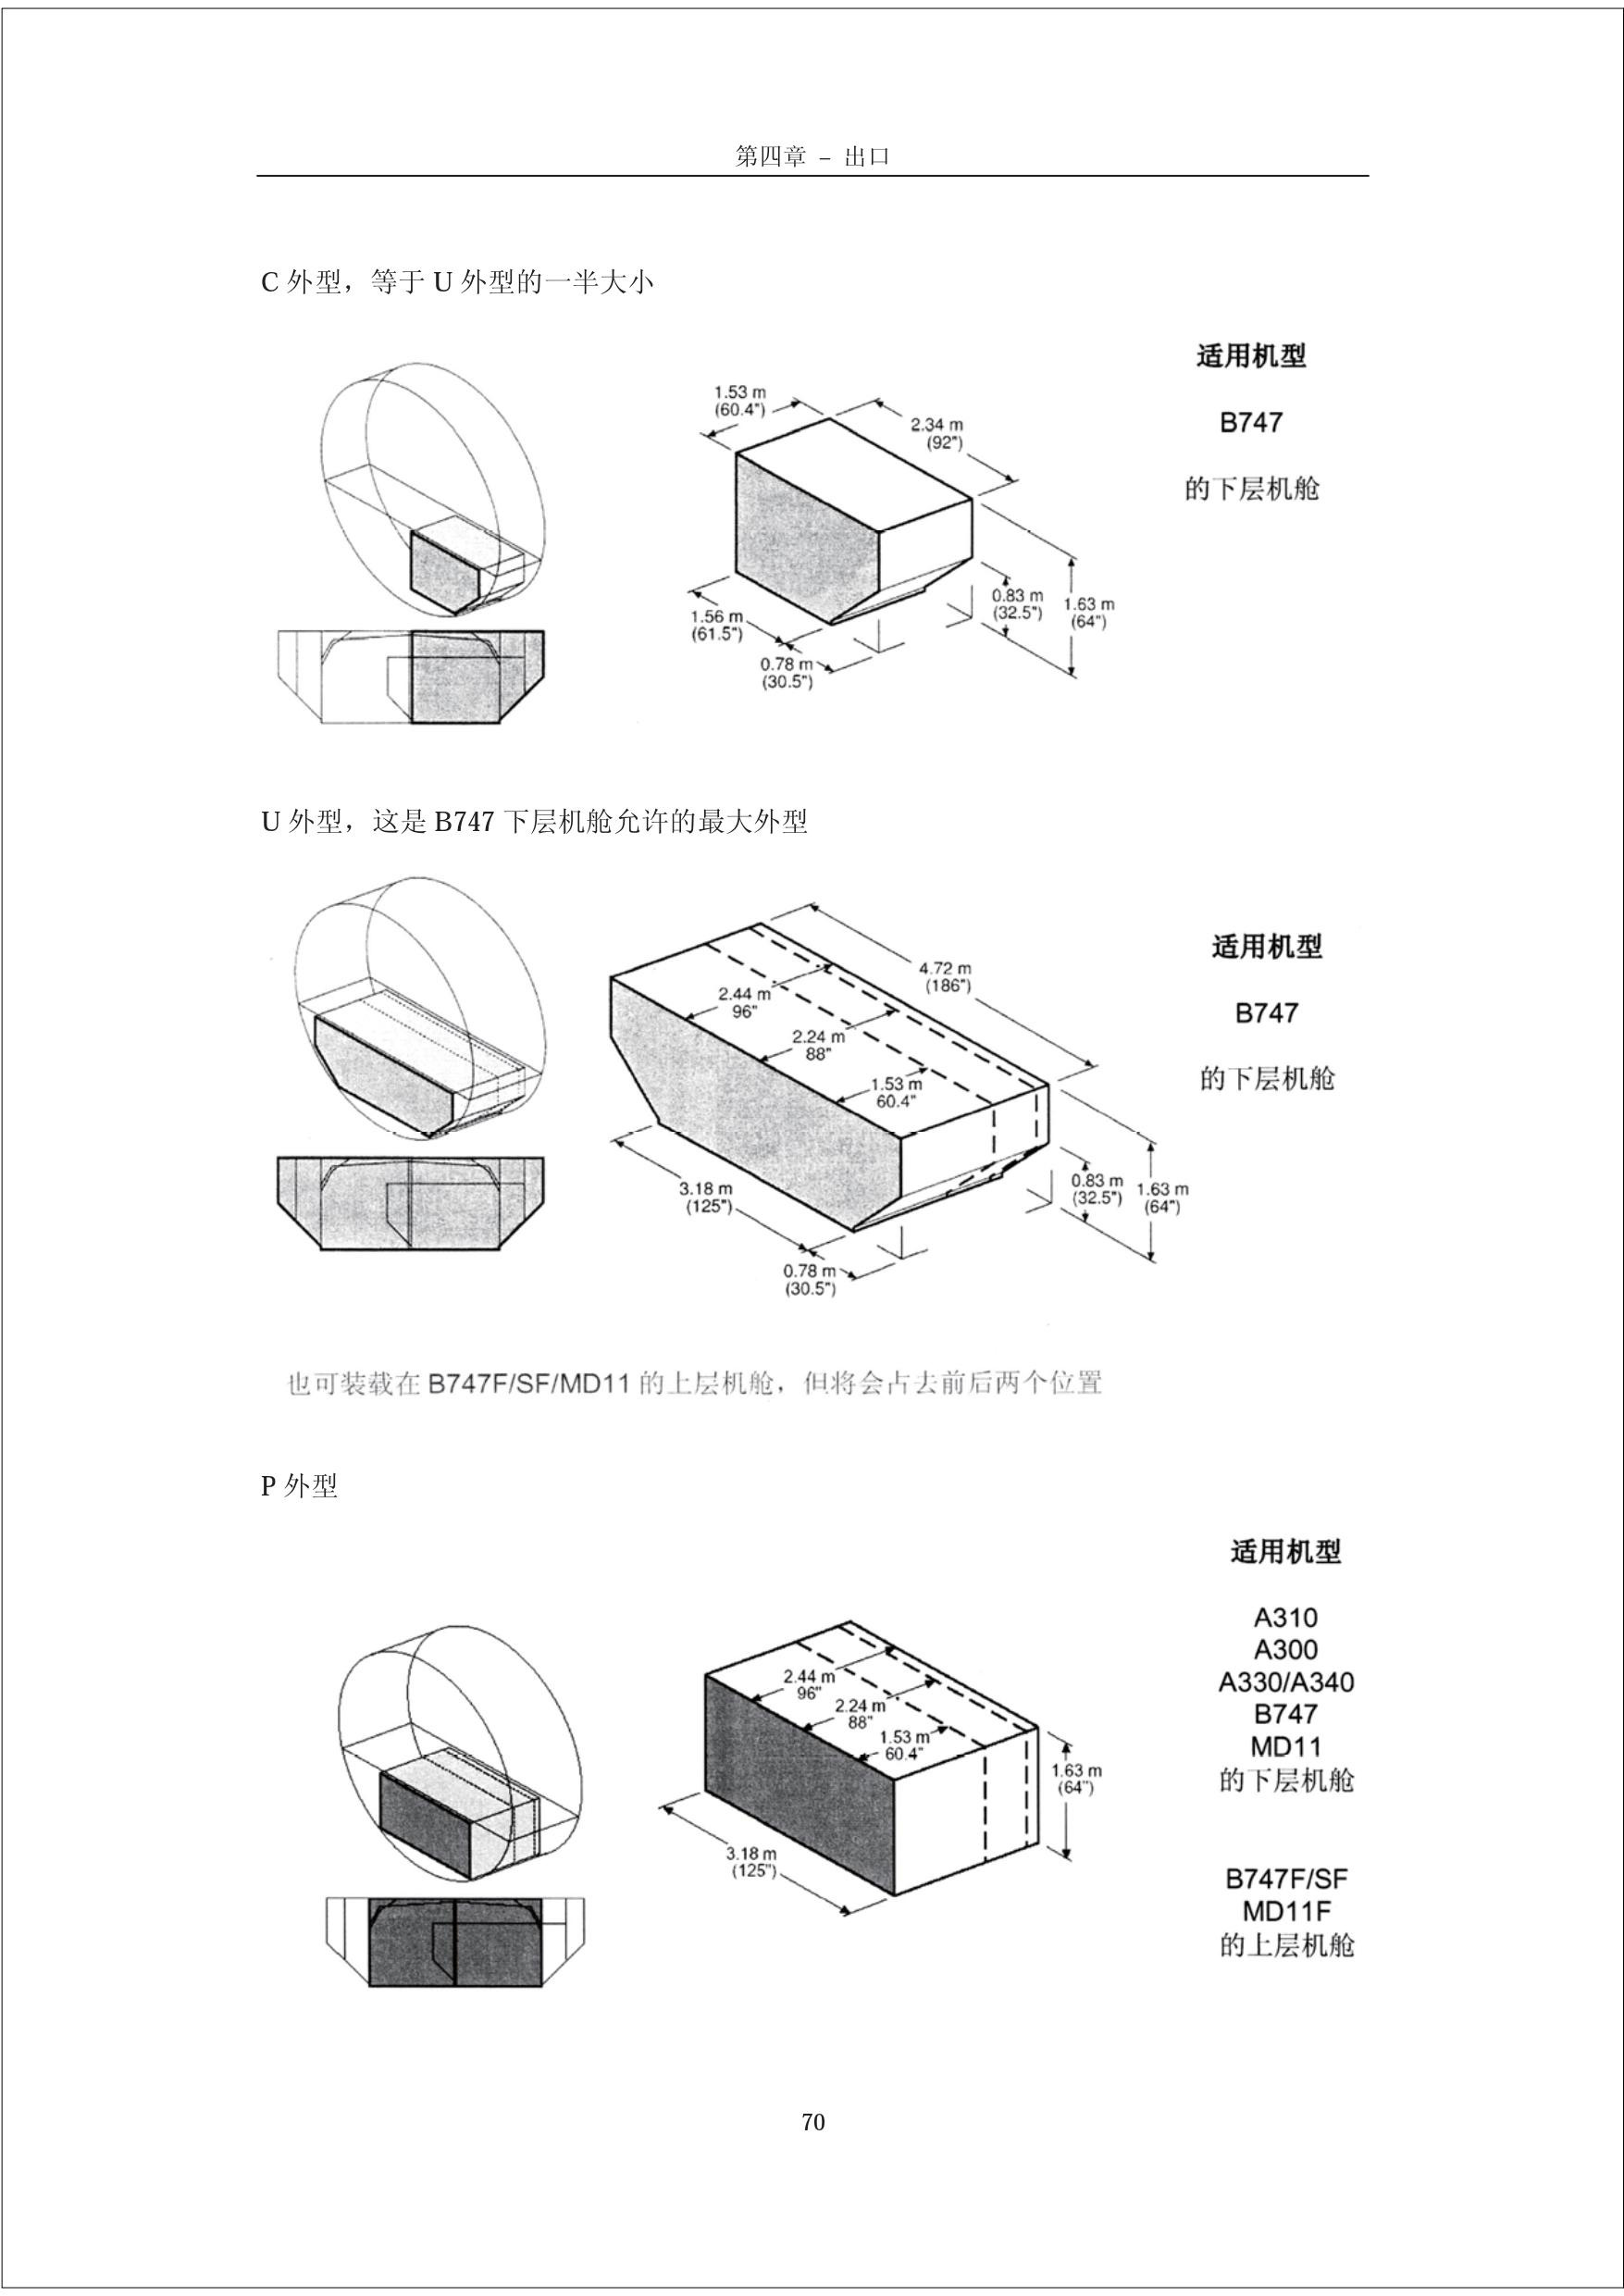 第四章 – 出口
C 外型，等于 U 外型的一半大小
适用机型
B747
的下层机舱
1.53 m
(60.4")
2.34 m
(92")
1.56 m
(61.5")
0.78 m
(30.5")
0.83 m
(32.5")
1.63 m
(64")
U 外型，这是 B747 下层机舱允许的最大外型
适用机型
B747
的下层机舱
4.72 m
(186")
2.44 m
96"
2.24 m
88"
1.53 m
60.4"
3.18 m
(125")
0.78 m
(30.5")
0.83 m
(32.5")
1.63 m
(64")
也可装载在 B747F/SF/MD11 的上层机舱，但将会占去前后两个位置
P 外型
适用机型
A310
A300
A330/A340
B747
MD11
的下层机舱
B747F/SF
MD11F
的上层机舱
2.44 m
96"
2.24 m
88"
1.53 m
60.4"
1.63 m
(64")
3.18 m
(125")
70